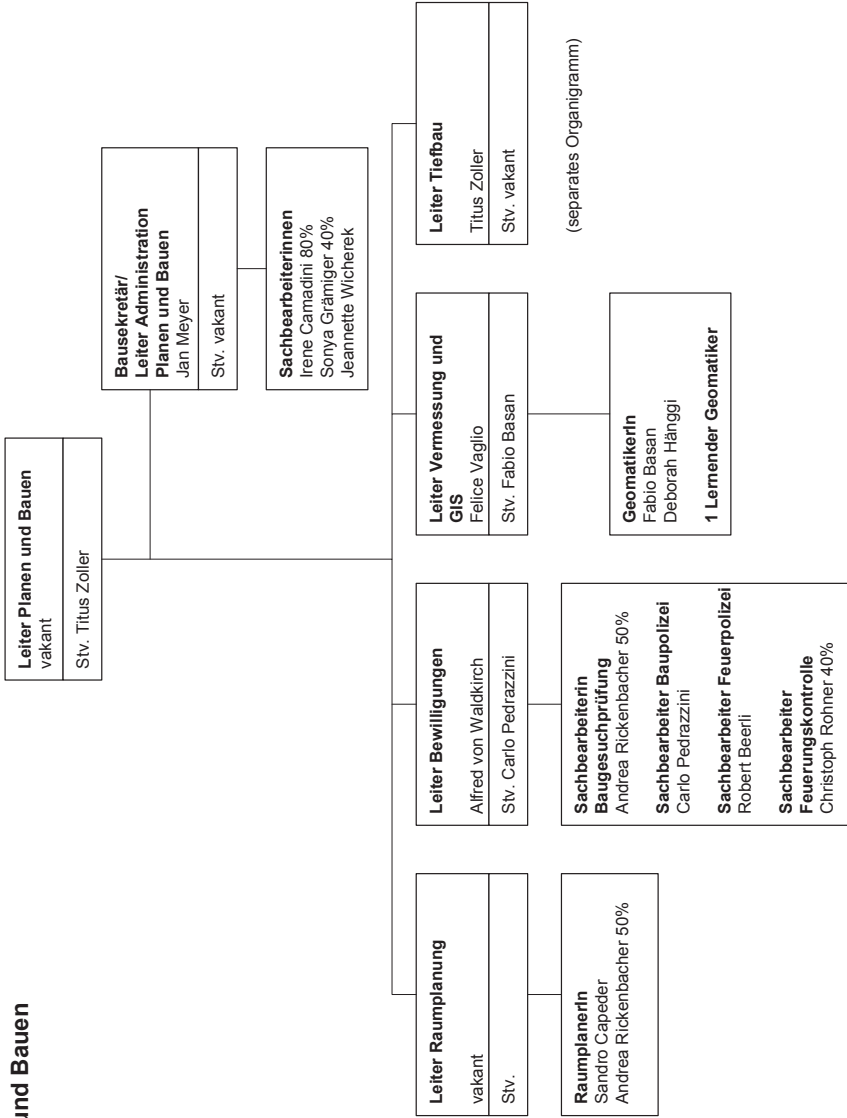 und Bauen
Leiter Planen und Bauen
vakant
Stv. Titus Zoller
Bausekretär/
Leiter Administration
Planen und Bauen
Jan Meyer
Stv. vakant
Sachbearbeiterinnen
Irene Camadini 80%
Sonya Grämiger 40%
Jeannette Wicherek
Leiter Raumplanung
vakant
Stv.
RaumplanerIn
Sandro Capeder
Andrea Rickenbacher 50%
Leiter Bewilligungen
Alfred von Waldkirch
Stv. Carlo Pedrazzini
Sachbearbeiterin
Baugesuchprüfung
Andrea Rickenbacher 50%
Sachbearbeiter Baupolizei
Carlo Pedrazzini
Sachbearbeiter Feuerpolizei
Robert Beerli
Sachbearbeiter
Feuerungskontrolle
Christoph Rohner 40%
Leiter Vermessung und
GIS
Felice Vaglio
Stv. Fabio Basan
GeomatikerIn
Fabio Basan
Deborah Hänggi
1 Lernender Geomatiker
Leiter Tiefbau
Titus Zoller
Stv. vakant
(separates Organigramm)